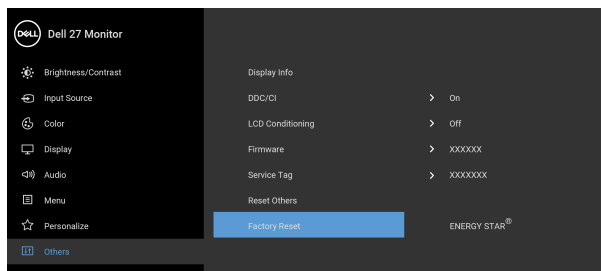 DELL Dell 27 Monitor
Brightness/Contrast
Input Source
Color
Display
Audio
Menu
Personalize
Others
Display Info
DDC/CI > On
LCD Conditioning > Off
Firmware > XXXXXX
Service Tag > XXXXXXX
Reset Others
Factory Reset ENERGY STAR®